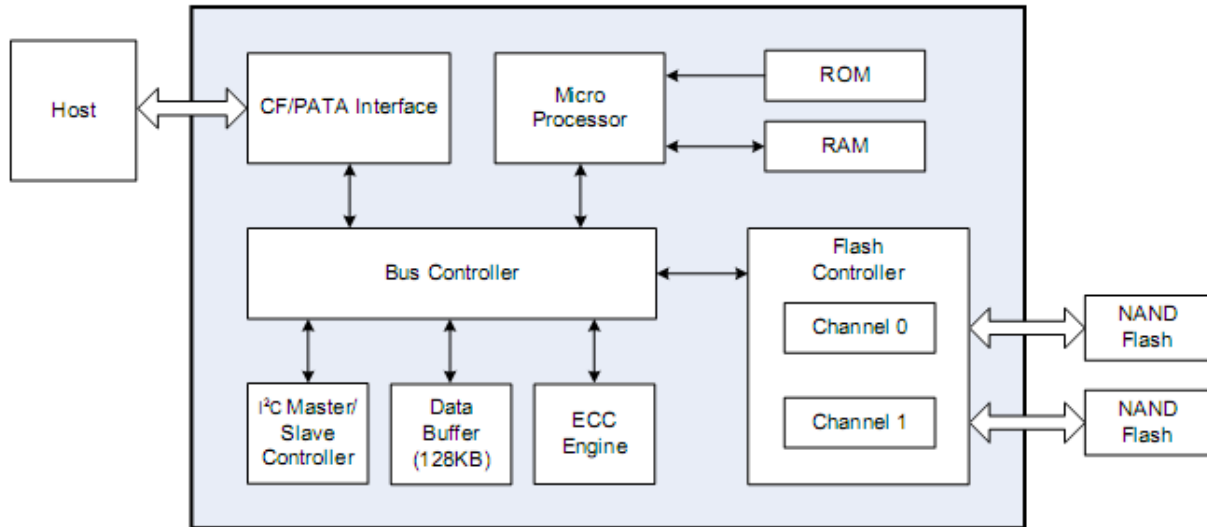 Host
CF/PATA Interface
Micro
Processor
ROM
RAM
Bus Controller
Flash
Controller
Channel 0
Channel 1
NAND
Flash
NAND
Flash
I²C Master/
Slave
Controller
Data
Buffer
(128KB)
ECC
Engine